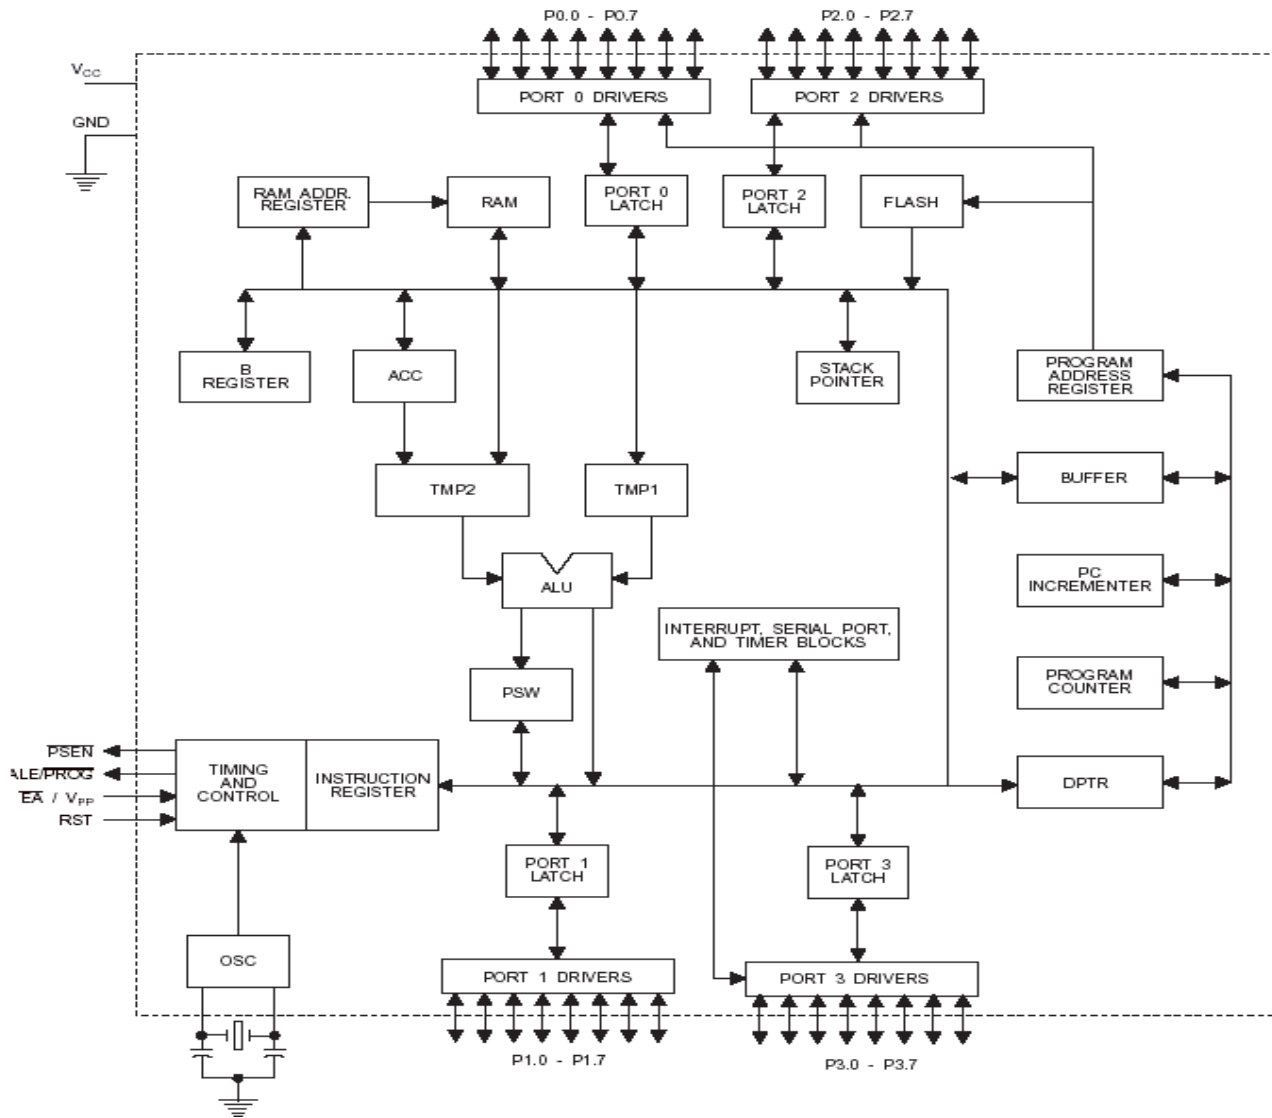 P0.0 - P0.7
P2.0 - P2.7
VCC
GND
PORT 0 DRIVERS
PORT 2 DRIVERS
RAM ADDR.
REGISTER
RAM
PORT 0
LATCH
PORT 2
LATCH
FLASH
B
REGISTER
ACC
STACK
POINTER
PROGRAM
ADDRESS
REGISTER
TMP2
TMP1
BUFFER
ALU
PC
INCREMENTER
INTERRUPT, SERIAL PORT,
AND TIMER BLOCKS
PSW
PROGRAM
COUNTER
PSEN
ALE/PROG
EA / VPP
RST
TIMING
AND
CONTROL
INSTRUCTION
REGISTER
DPTR
PORT 1
LATCH
PORT 3
LATCH
OSC
PORT 1 DRIVERS
PORT 3 DRIVERS
P1.0 - P1.7
P3.0 - P3.7